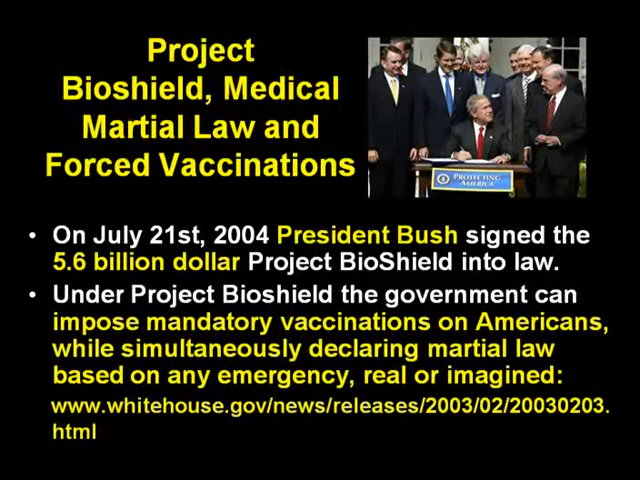 Project
Bioshield, Medical
Martial Law and
Forced Vaccinations
PROTECTING
AMERICA
• On July 21st, 2004 President Bush signed the
5.6 billion dollar Project BioShield into law.
• Under Project Bioshield the government can
impose mandatory vaccinations on Americans,
while simultaneously declaring martial law
based on any emergency, real or imagined:
www.whitehouse.gov/news/releases/2003/02/20030203.
html